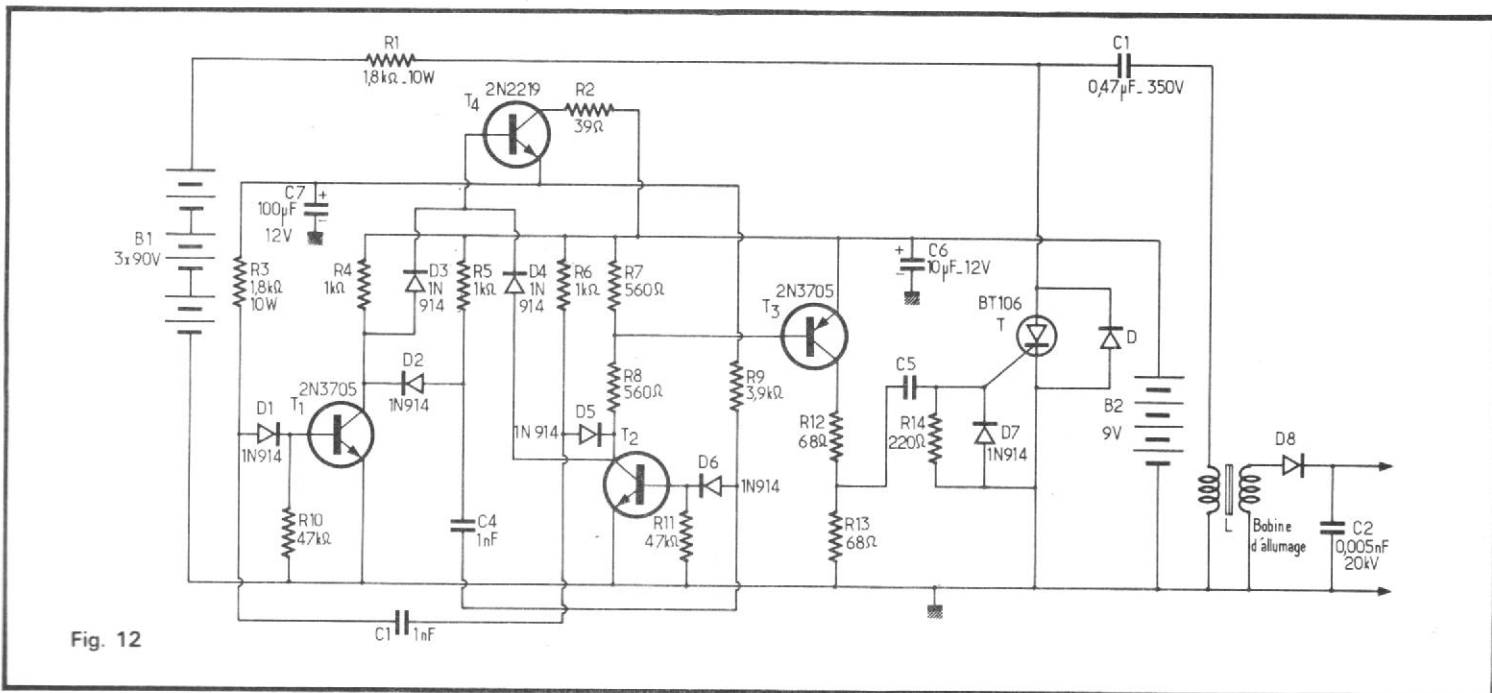 R1
1,8kΩ_10W
C1
0,47µF_350V
2N2219
T4
R2
39Ω
C7
+
100µF
-
12V
B1
3x90V
R3
1,8kΩ
10W
R4
1kΩ
D3
1N
914
R5
1kΩ
D4
1N
914
R6
1kΩ
R7
560Ω
+
C6
10µF_12V
-
2N3705
T3
BT106
T
D
D2
1N914
R8
560Ω
R9
3,9kΩ
C5
B2
9V
2N3705
T1
D1
1N914
1N 914
D5
T2
D6
1N914
R12
68Ω
R14
220Ω
D7
1N914
D8
R10
47kΩ
C4
1nF
R11
47kΩ
R13
68Ω
L
Bobine
d'allumage
C2
0,005nF
20kV
C1
1nF
Fig. 12